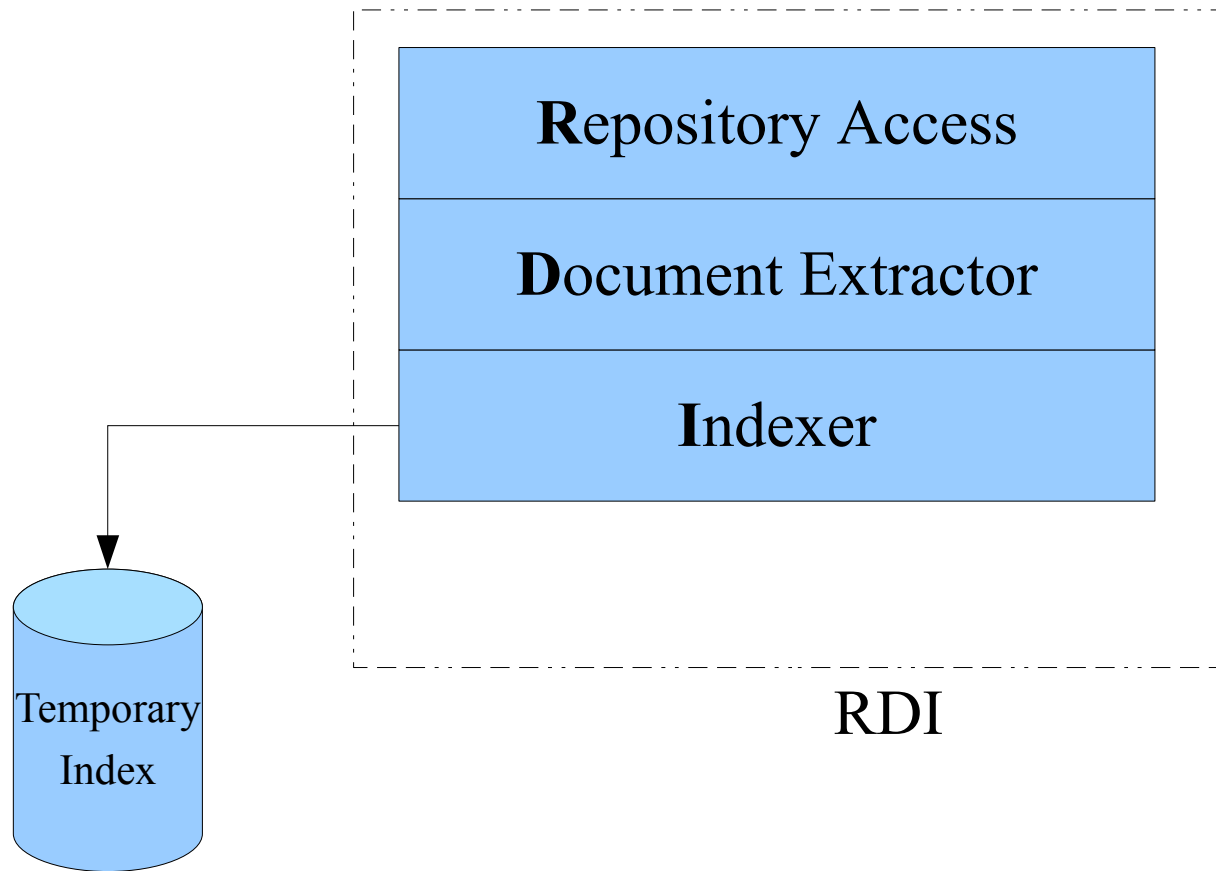 Repository Access
Document Extractor
Indexer
Temporary
Index
RDI